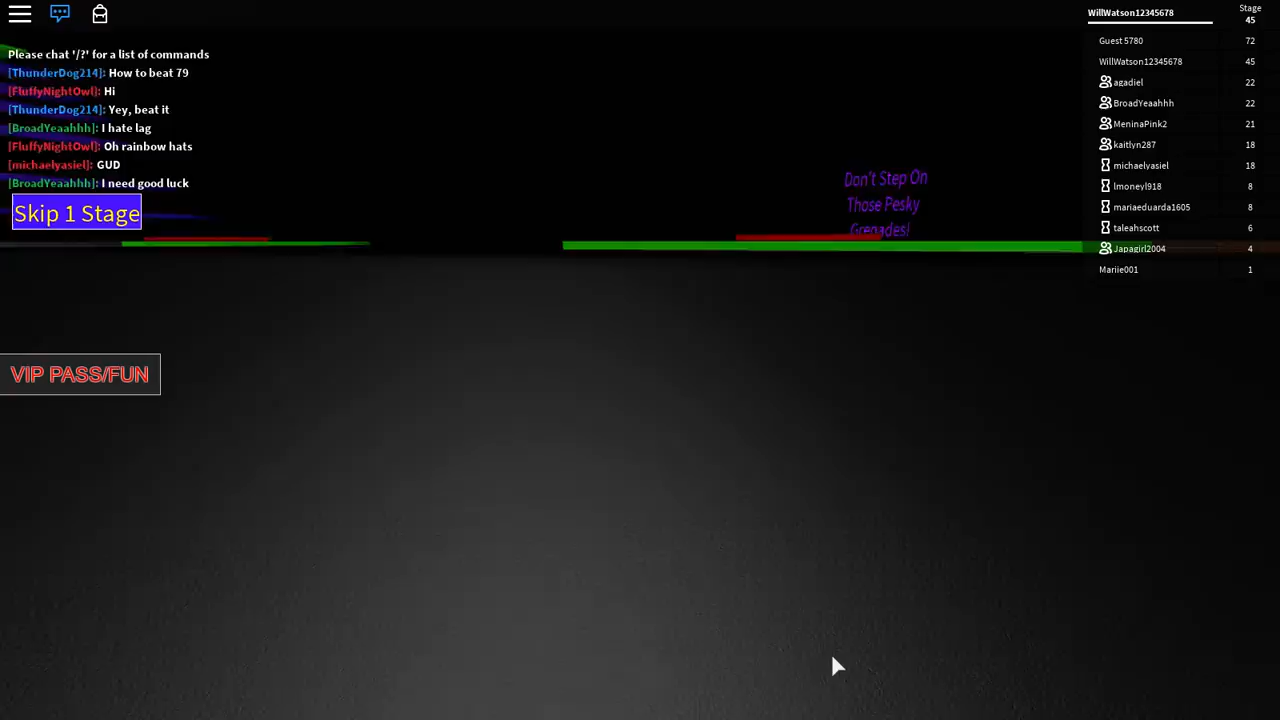 WillWatson12345678
Stage
45
Please chat '/?' for a list of commands
[ThunderDog214]: How to beat 79
[FluffyNightOwl]: Hi
[ThunderDog214]: Yey, beat it
[BroadYeaahhh]: I hate lag
[FluffyNightOwl]: Oh rainbow hats
[michaelyasiel]: GUD
[BroadYeaahhh]: I need good luck
Skip 1 Stage
VIP PASS/FUN
Don't Step On
Those Pesky
Grenades!
Guest 5780 72
WillWatson12345678 45
agadiel 22
BroadYeaahhh 22
MeninaPink2 21
kaitlyn287 18
michaelyasiel 18
lmoneyl918 8
mariaeduarda1605 8
taleahscott 6
Japagirl2004 4
Mariie001 1